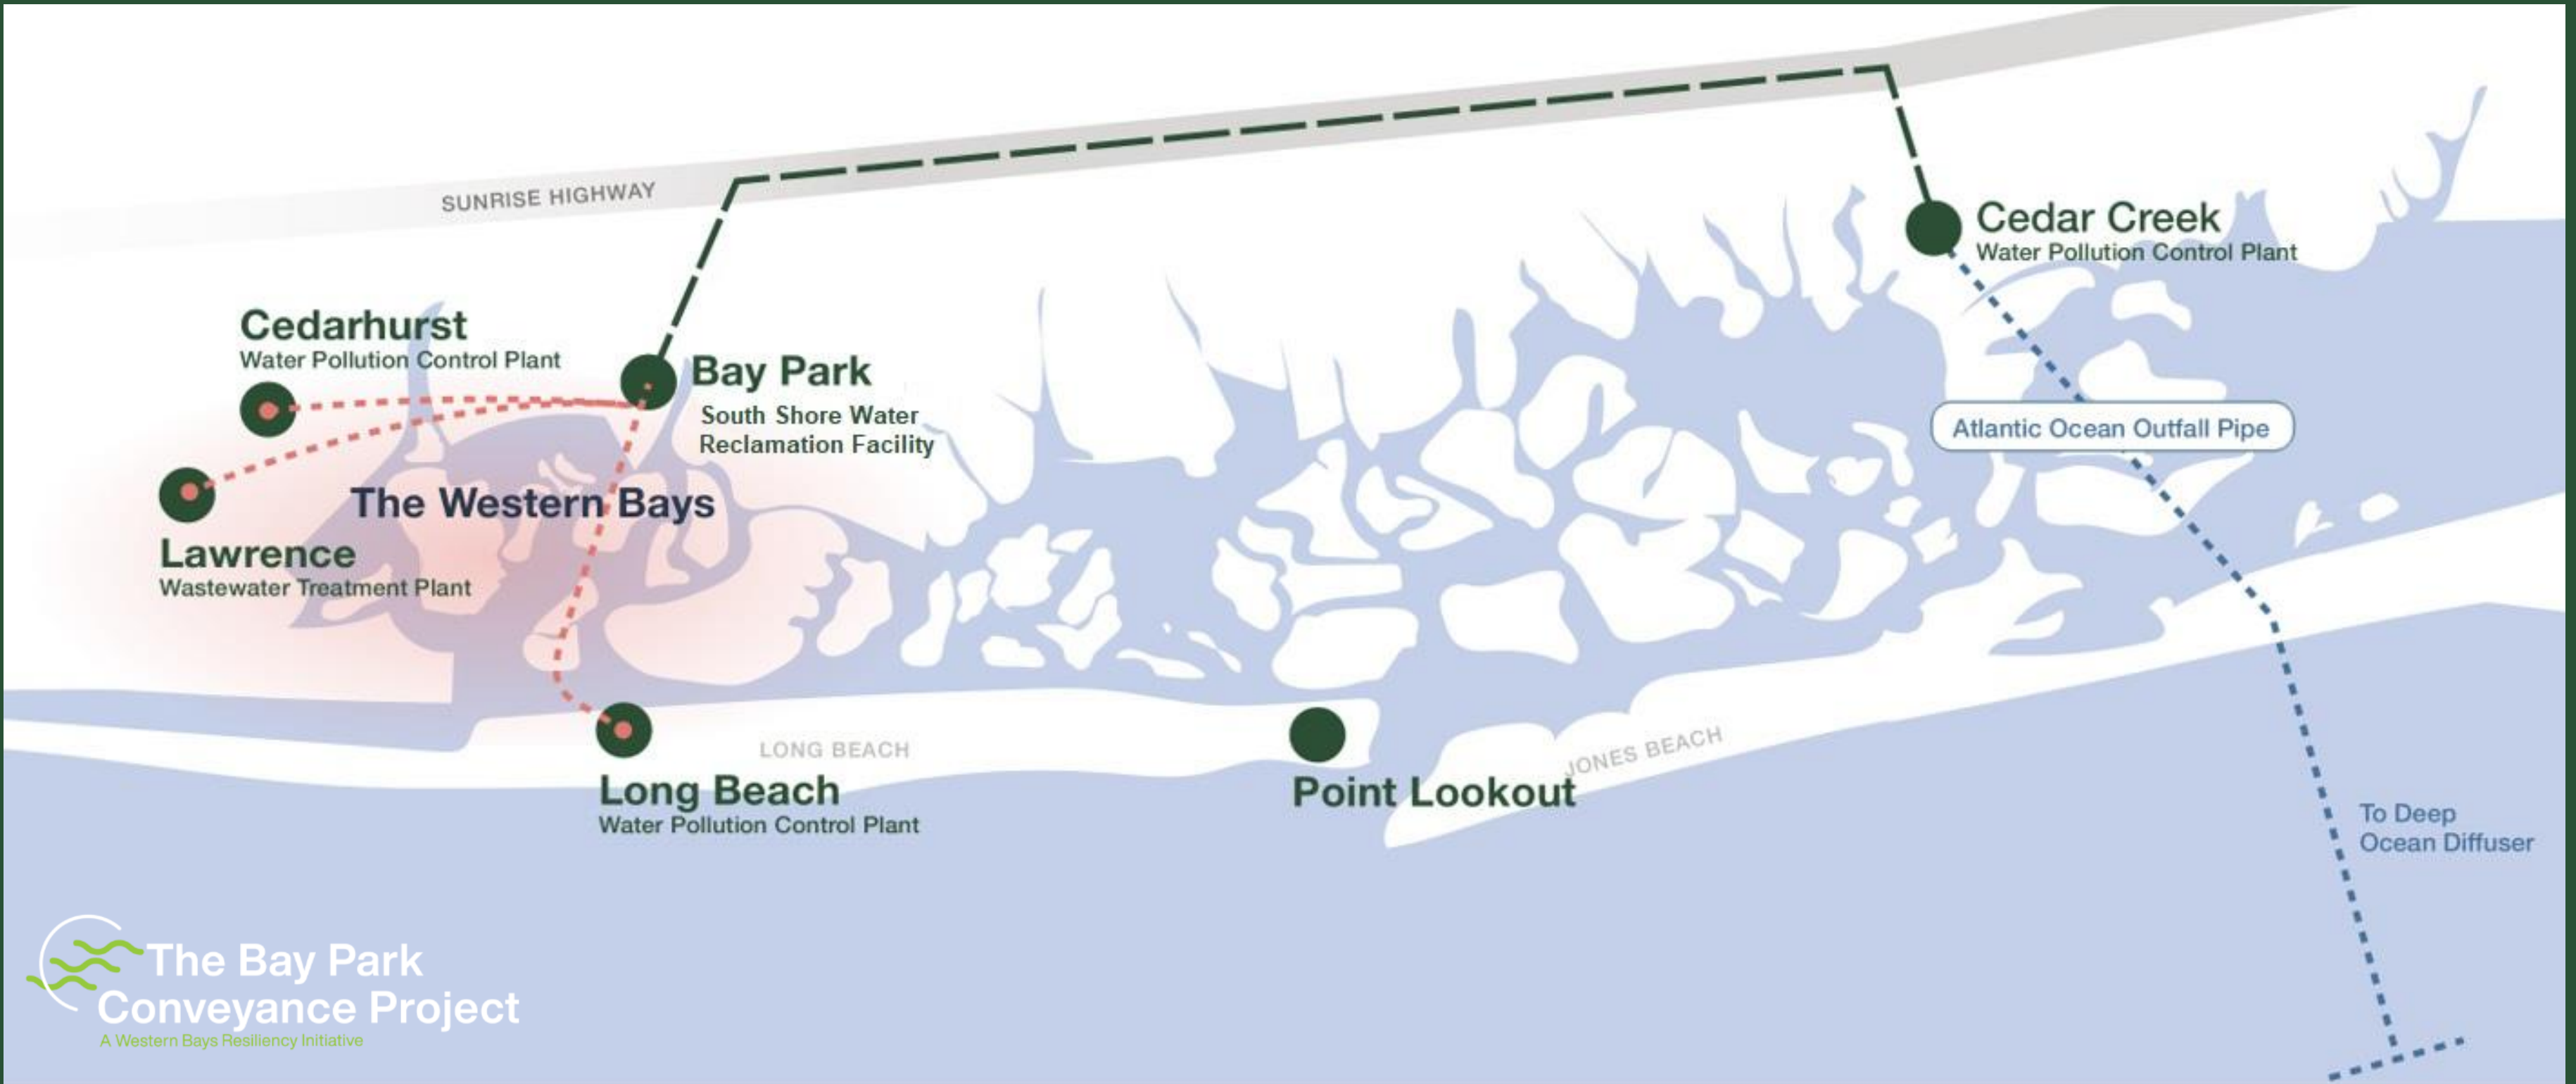 SUNRISE HIGHWAY
Cedar Creek
Water Pollution Control Plant
Cedarhurst
Water Pollution Control Plant
Bay Park
South Shore Water
Reclamation Facility
Atlantic Ocean Outfall Pipe
The Western Bays
Lawrence
Wastewater Treatment Plant
LONG BEACH
JONES BEACH
Long Beach
Water Pollution Control Plant
Point Lookout
To Deep
Ocean Diffuser
The Bay Park
Conveyance Project
A Western Bays Resiliency Initiative